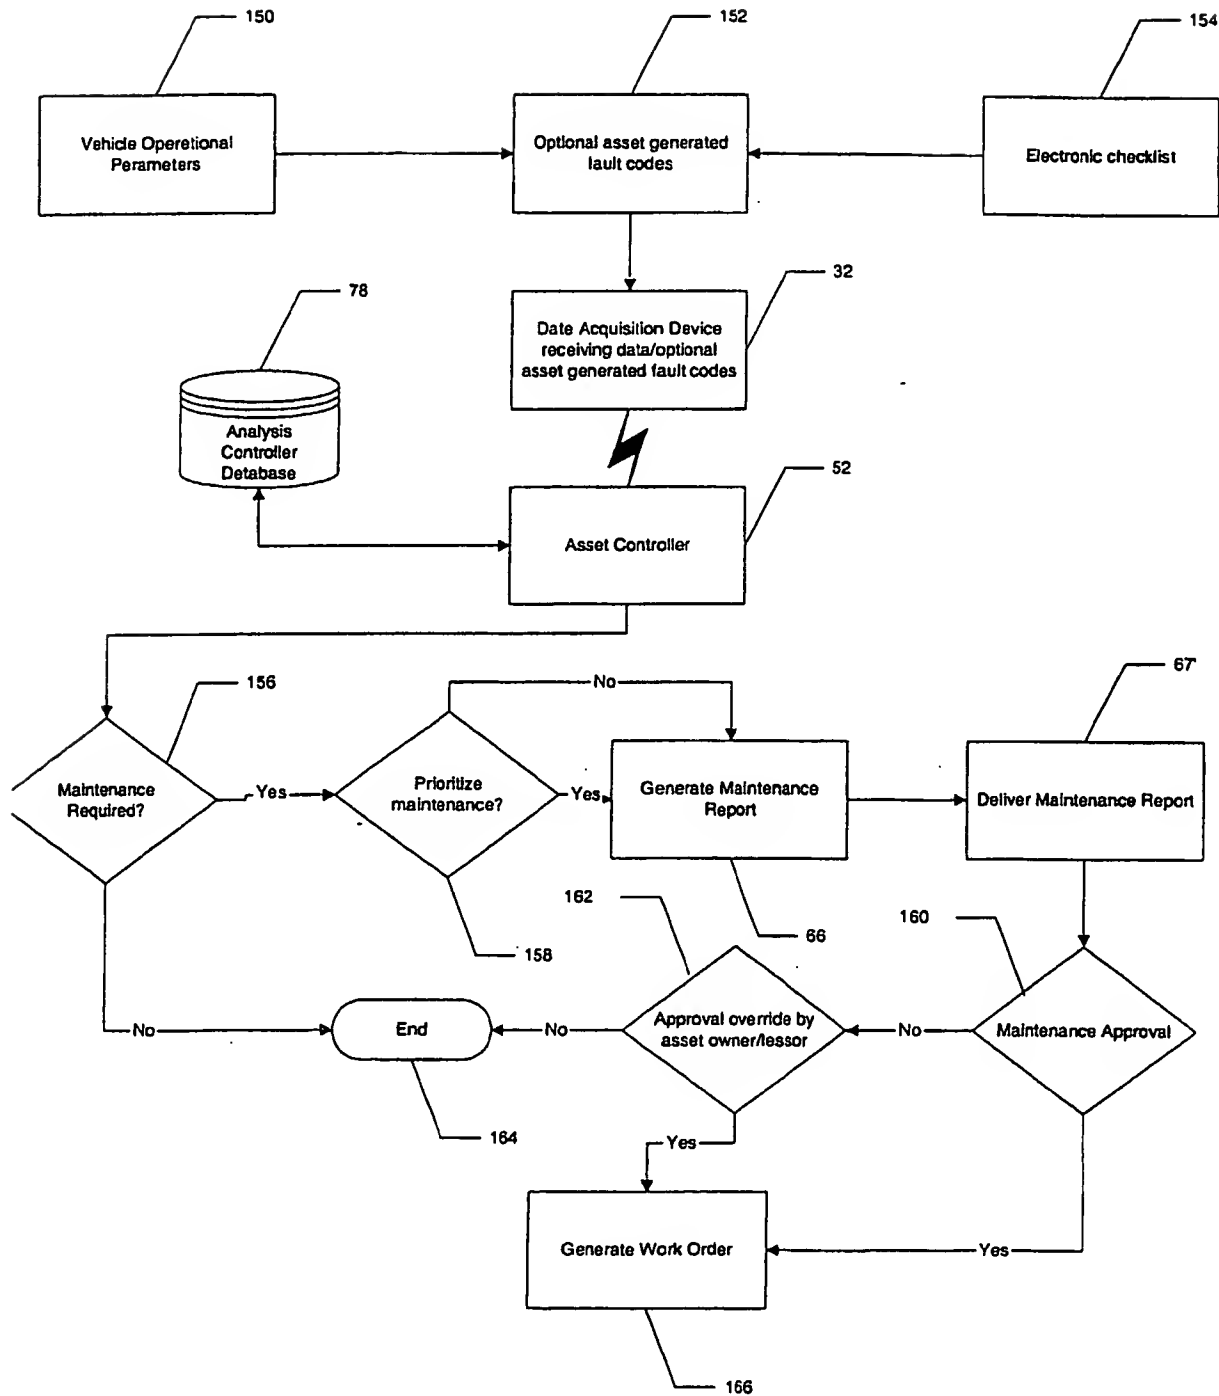 150
152
154
Vehicle Operetional
Perameters
Optional asset generated
fault codes
Electronic checklist
32
78
Date Acquisition Device
receiving data/optional
asset generated fault codes
Analysis
Controller
Detabase
52
Asset Controller
67
156
No
Maintenance
Required?
Yes
Prioritize
maintenance?
Yes
Generate Maintenance
Report
Deliver Maintenance Report
162
160
66
158
No
End
No
Approval override by
asset owner/lessor
No
Maintenance Approval
164
Yes
Generate Work Order
Yes
166